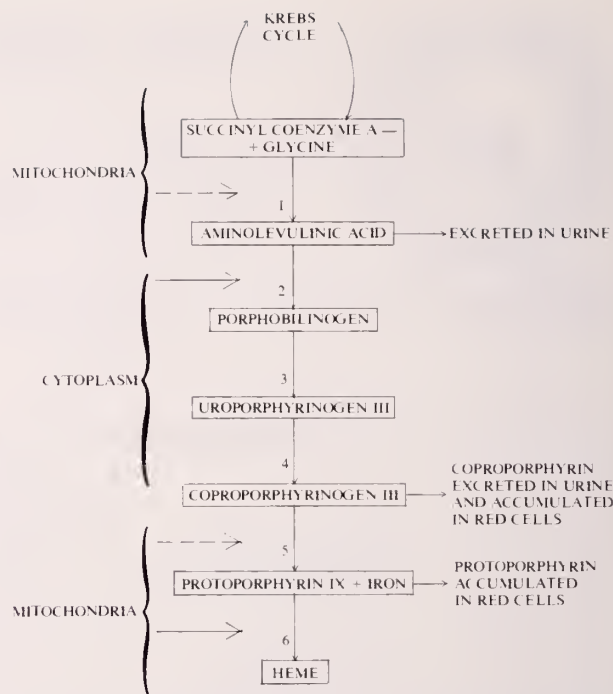 KREBS
CYCLE
SUCCINYL COENZYME A —
+ GLYCINE
MITOCHONDRIA
1
AMINOLEVULINIC ACID
EXCRETED IN URINE
2
PORPHOBILINOGEN
CYTOPLASM
3
UROPORPHYRINOGEN III
4
COPROPORPHYRINOGEN III
COPROPORPHYRIN
EXCRETED IN URINE
AND ACCUMULATED
IN RED CELLS
5
PROTOPORPHYRIN IX + IRON
PROTOPORPHYRIN
ACCUMULATED
IN RED CELLS
MITOCHONDRIA
6
HEME